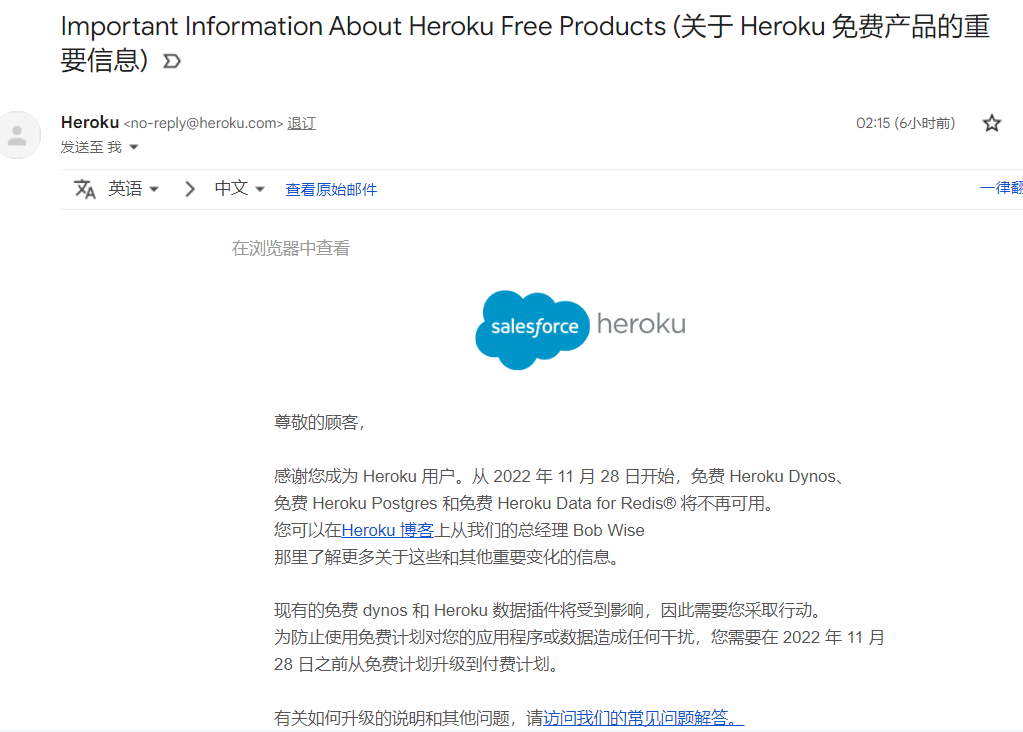 Important Information About Heroku Free Products (关于 Heroku 免费产品的重
要信息)
Heroku <no-reply@heroku.com> 退订
02:15 (6小时前)
发送至 我
英语
中文
查看原始邮件
一律翻
在浏览器中查看
salesforce heroku
尊敬的顾客，
感谢您成为 Heroku 用户。从 2022 年 11 月 28 日开始，免费 Heroku Dynos、
免费 Heroku Postgres 和免费 Heroku Data for Redis® 将不再可用。
您可以在Heroku 博客上从我们的总经理 Bob Wise
那里了解更多关于这些和其他重要变化的信息。
现有的免费 dynos 和 Heroku 数据插件将受到影响，因此需要您采取行动。
为防止使用免费计划对您的应用程序或数据造成任何干扰，您需要在 2022 年 11 月
28 日之前从免费计划升级到付费计划。
有关如何升级的说明和其他问题，请访问我们的常见问题解答。